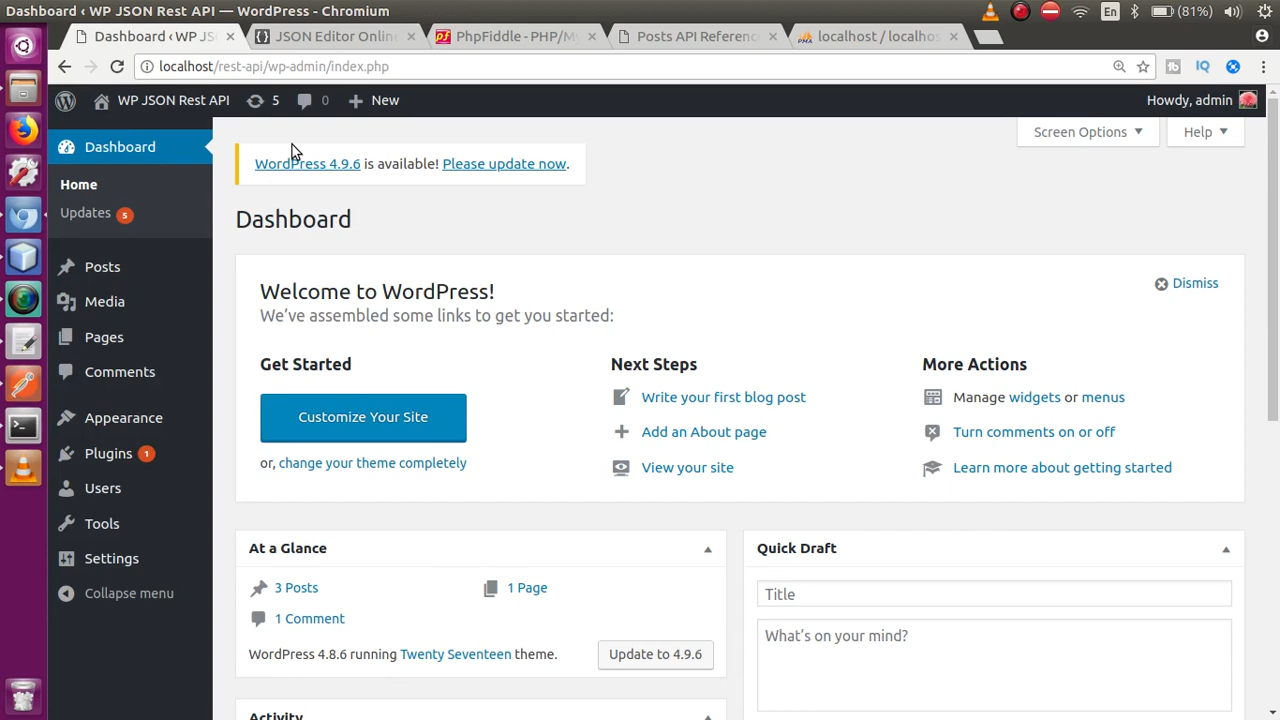 Dashboard ‹ WP JSON Rest API — WordPress - Chromium
En
(81%)
Dashboard ‹ WP JS
JSON Editor Online
PhpFiddle - PHP/My
Posts API Referenc
localhost / localhos
localhost/rest-api/wp-admin/index.php
WP JSON Rest API
5
0
New
Howdy, admin
Dashboard
Home
Updates 5
Posts
Media
Pages
Comments
Appearance
Plugins 1
Users
Tools
Settings
Collapse menu
Screen Options
Help
WordPress 4.9.6 is available! Please update now.
Dashboard
Welcome to WordPress!
We've assembled some links to get you started:
Dismiss
Get Started
Customize Your Site
or, change your theme completely
Next Steps
Write your first blog post
Add an About page
View your site
More Actions
Manage widgets or menus
Turn comments on or off
Learn more about getting started
At a Glance
3 Posts
1 Page
1 Comment
WordPress 4.8.6 running Twenty Seventeen theme.
Update to 4.9.6
Activity
Quick Draft
Title
What's on your mind?